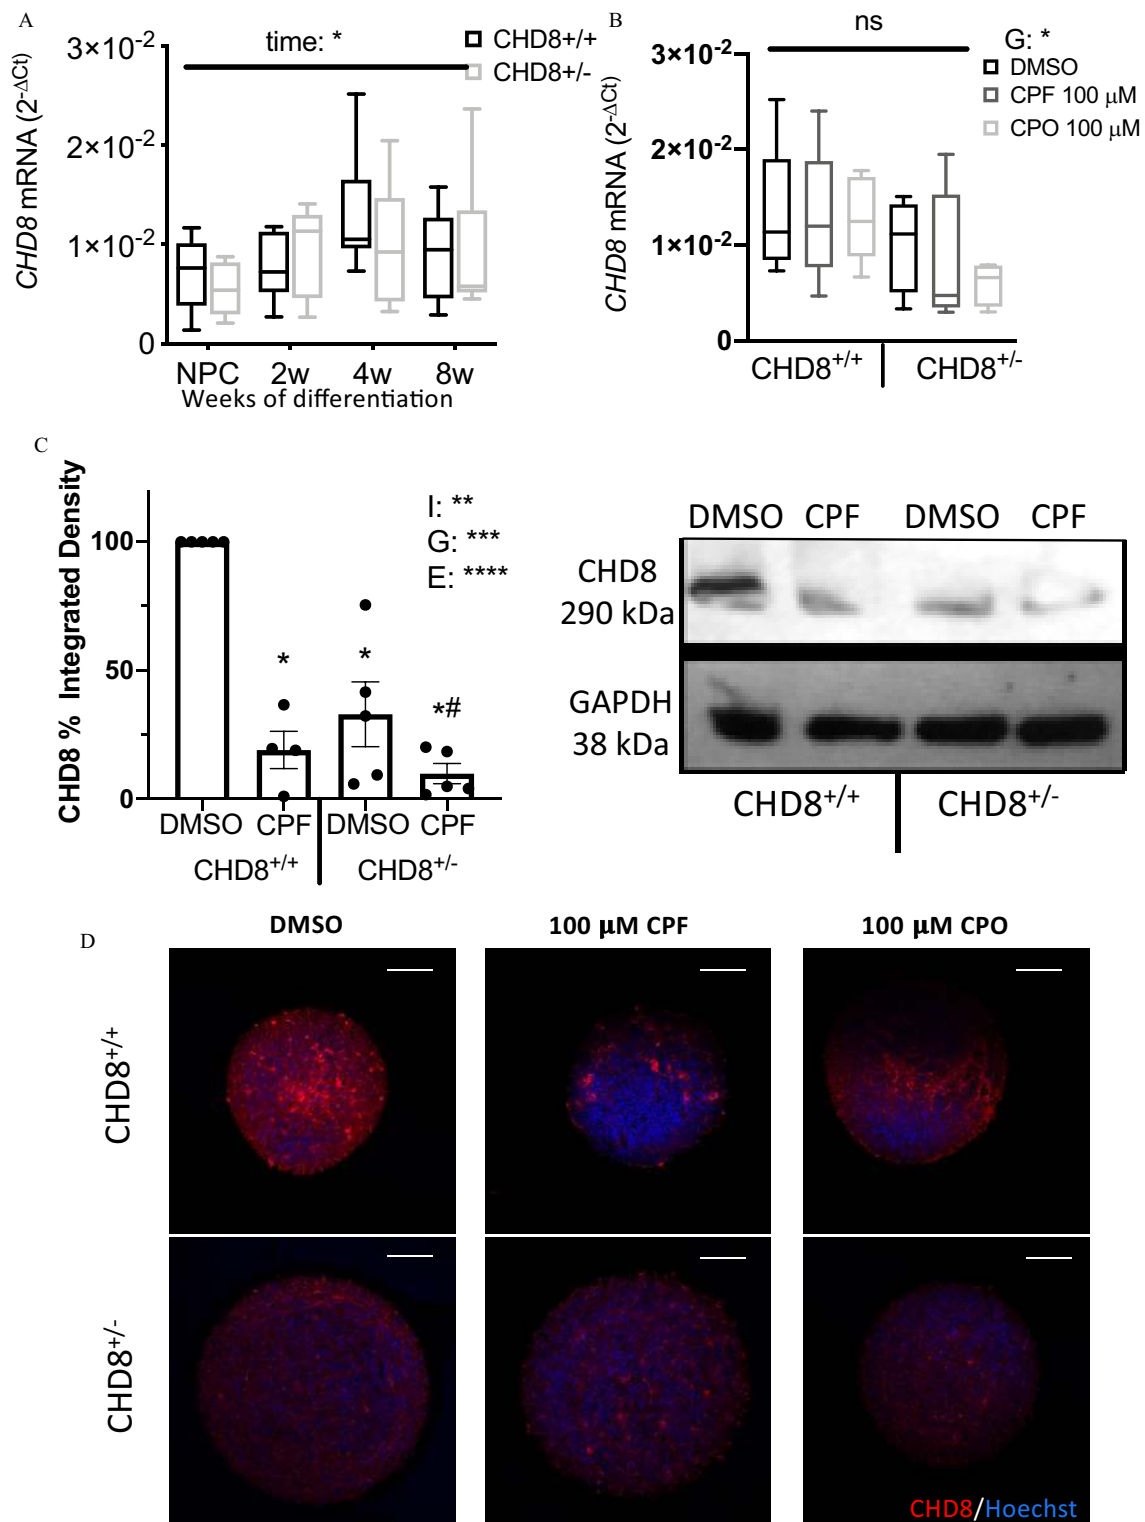 A
CHD8 mRNA (2-ΔCt)
3×10-2
2×10-2
1×10-2
0
time: *
CHD8+/+
CHD8+/-
NPC 2w 4w 8w
Weeks of differentiation
B
CHD8 mRNA (2-ΔCt)
3×10-2
2×10-2
1×10-2
0
ns
G: *
DMSO
CPF 100 μM
CPO 100 μM
CHD8+/+ CHD8+/-
C
CHD8 % Integrated Density
100
50
0
I: **
G: ***
E: ****
* * *#
DMSO CPF DMSO CPF
CHD8+/+ CHD8+/-
DMSO CPF DMSO CPF
CHD8
290 kDa
GAPDH
38 kDa
CHD8+/+ CHD8+/-
D
DMSO 100 μM CPF 100 μM CPO
CHD8+/+
CHD8+/-
CHD8/Hoechst